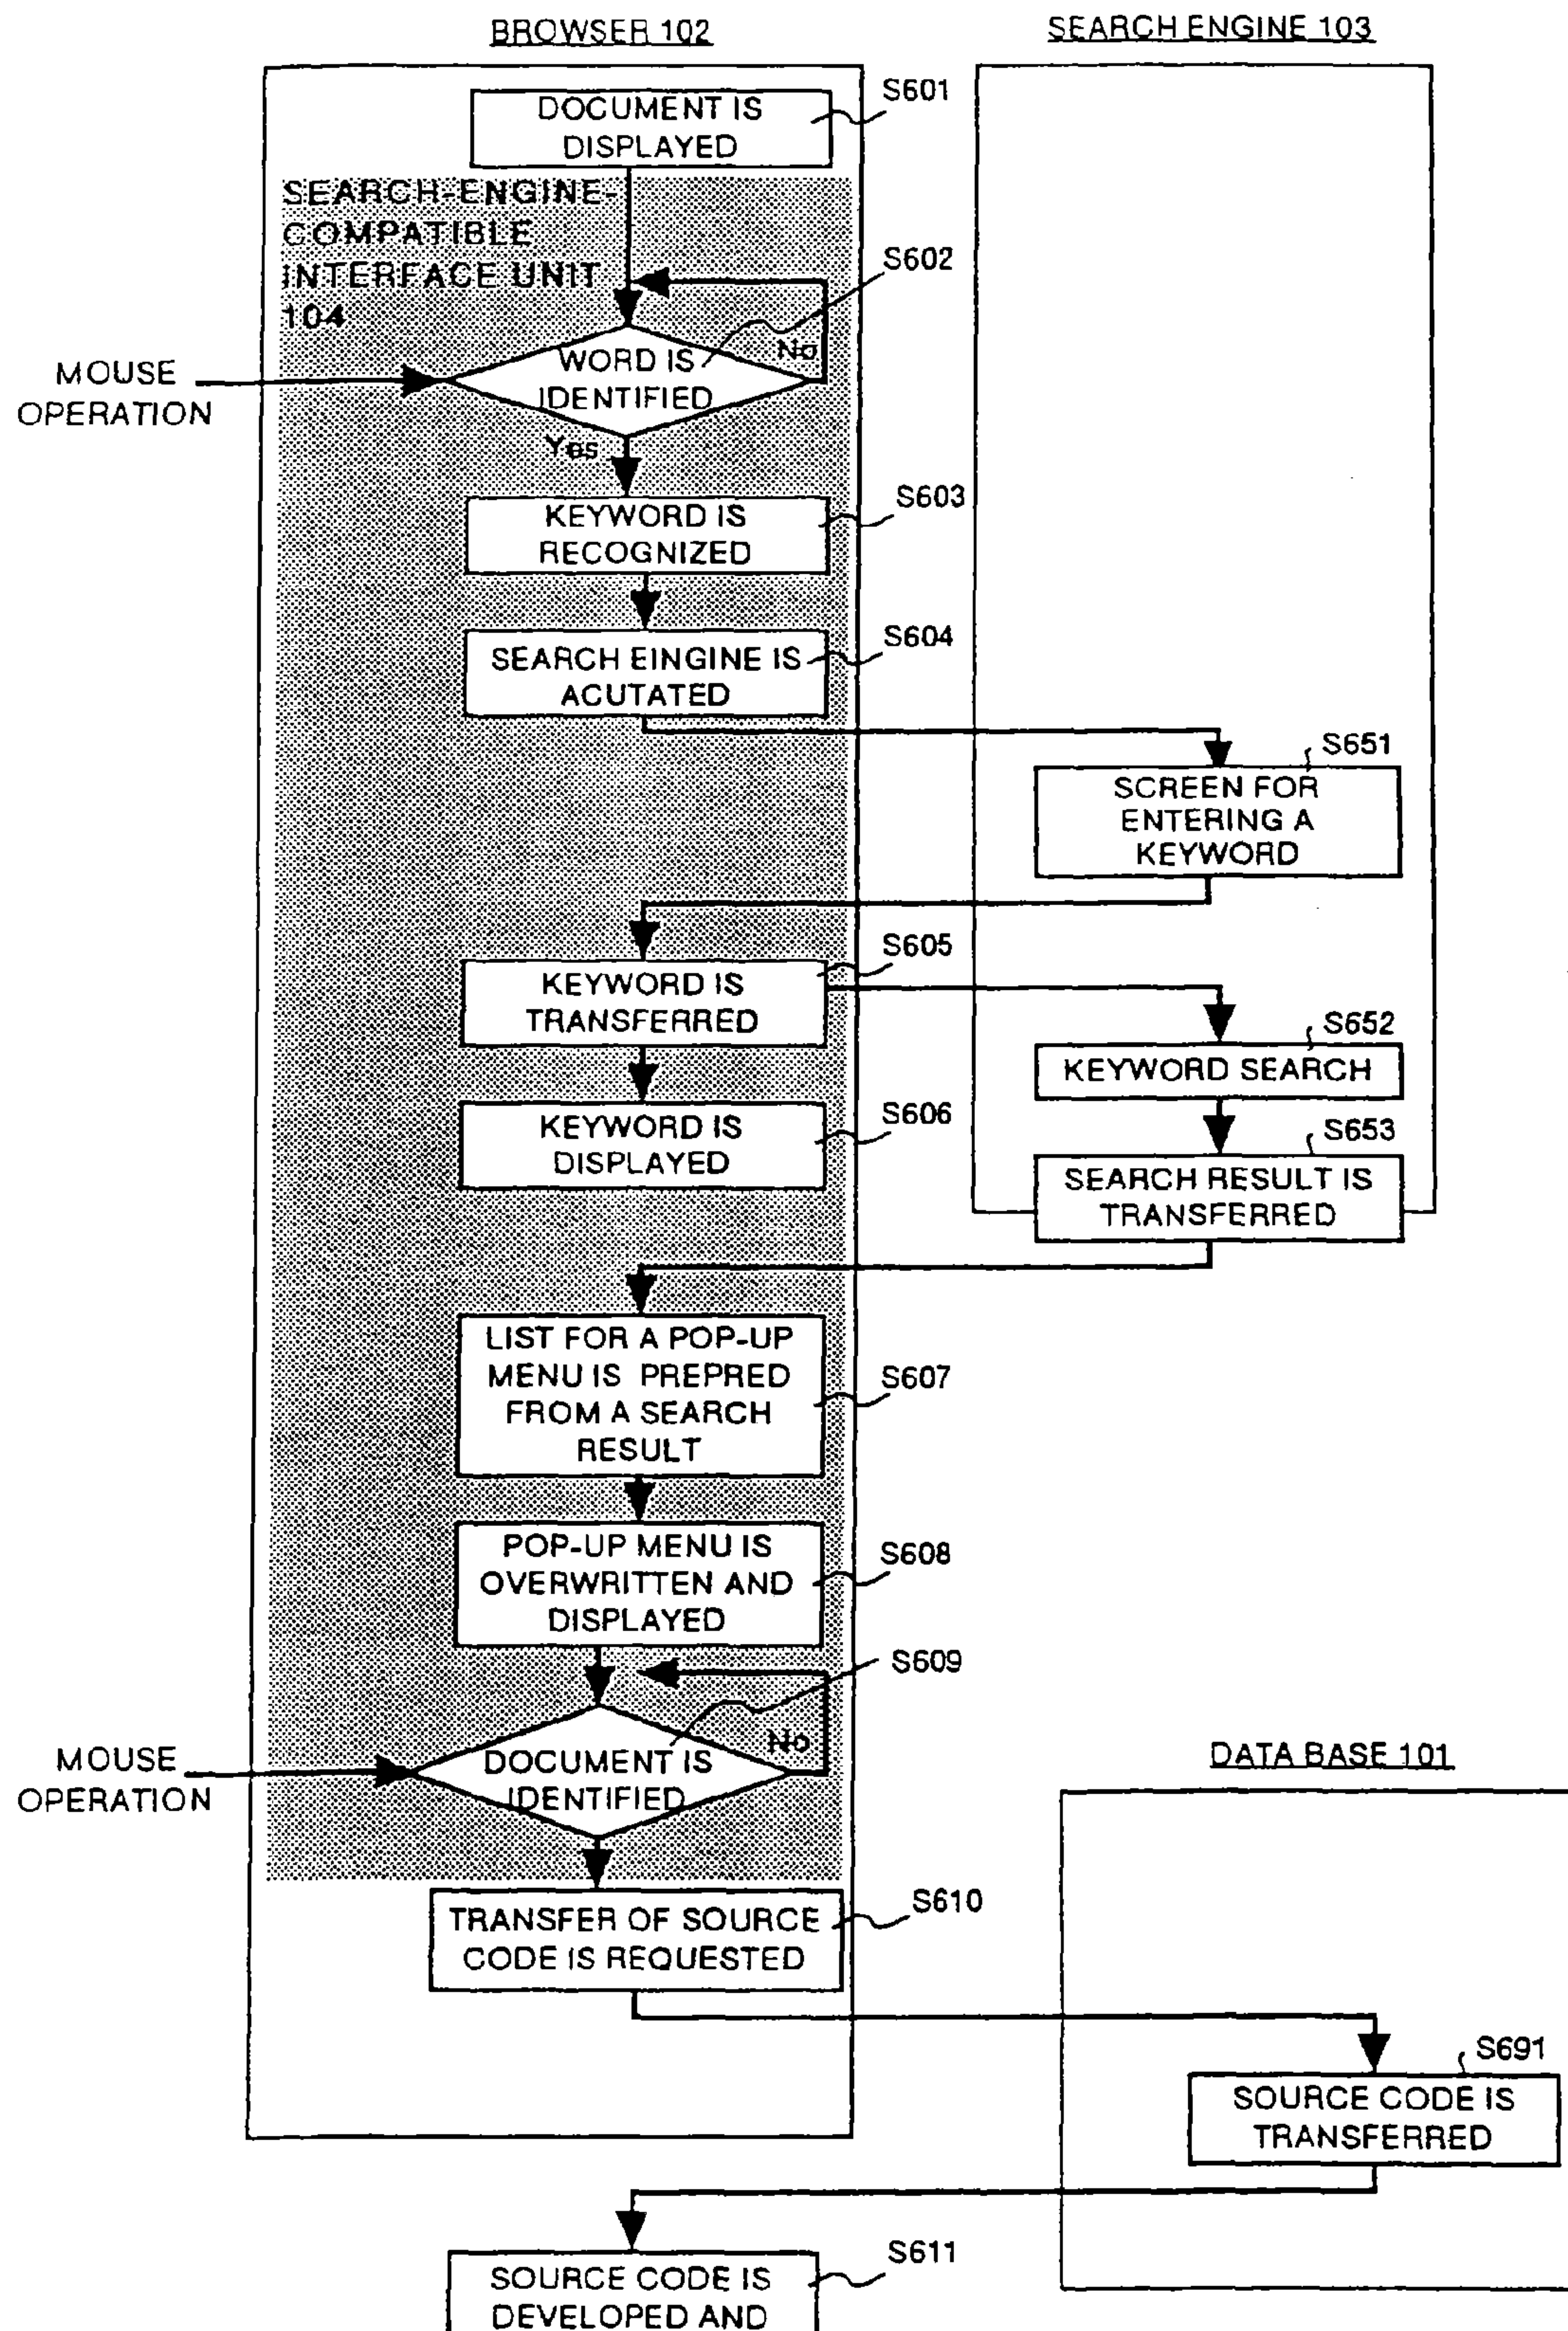 BROWSER 102
SEARCH ENGINE 103
DOCUMENT IS
DISPLAYED
S601
SEARCH-ENGINE-
COMPATIBLE
INTERFACE UNIT
104
S602
MOUSE
OPERATION
WORD IS
IDENTIFIED
No
Yes
KEYWORD IS
RECOGNIZED
S603
SEARCH EINGINE IS
ACUTATED
S604
S651
SCREEN FOR
ENTERING A
KEYWORD
KEYWORD IS
TRANSFERRED
S605
S652
KEYWORD SEARCH
KEYWORD IS
DISPLAYED
S606
S653
SEARCH RESULT IS
TRANSFERRED
LIST FOR A POP-UP
MENU IS PREPRED
FROM A SEARCH
RESULT
S607
POP-UP MENU IS
OVERWRITTEN AND
DISPLAYED
S608
S609
MOUSE
OPERATION
DOCUMENT IS
IDENTIFIED
No
DATA BASE 101
TRANSFER OF SOURCE
CODE IS REQUESTED
S610
S691
SOURCE CODE IS
TRANSFERRED
S611
SOURCE CODE IS
DEVELOPED AND